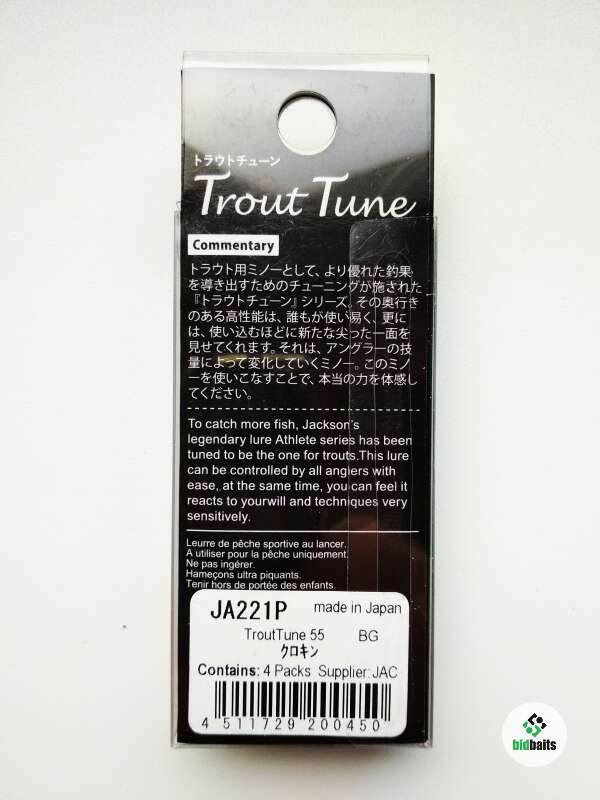 トラウトチューン
Trout Tune
Commentary
トラウト用ミノーとして、より優れた釣果
を導き出すためのチューニングが施された
『トラウトチューン』シリーズ。その奥行き
のある高性能は、誰もが使い易く、更に
は、使い込むほどに新たな尖った一面を
見せてくれます。それは、アングラーの技
量によって変化していくミノー。このミノ
ーを使いこなすことで、本当の力を体感し
てください。
To catch more fish, Jackson's
legendary lure Athlete series has been
tuned to be the one for trouts.This lure
can be controlled by all anglers with
ease, at the same time, you can feel it
reacts to yourwill and techniques very
sensitively.
Leurre de pêche sportive au lancer.
A utiliser pour la pêche uniquement.
Ne pas ingérer.
Hameçons ultra piquants.
Tenir hors de portée des enfants.
JA221P made in Japan
TroutTune 55 BG
クロキン
Contains: 4 Packs Supplier: JAC
4 511729 200450
bidbaits